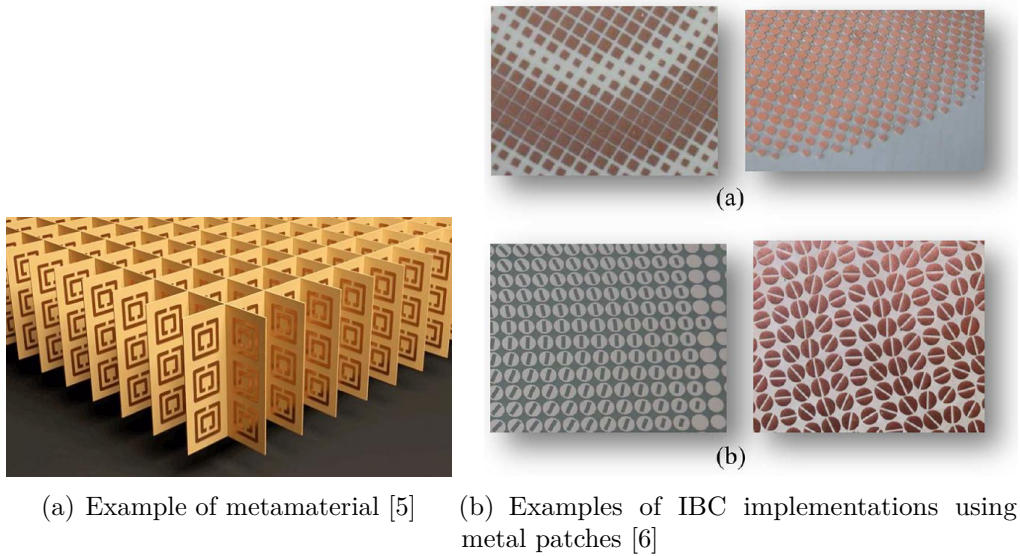 (a)
(b)
(a) Example of metamaterial [5]
(b) Examples of IBC implementations using
metal patches [6]